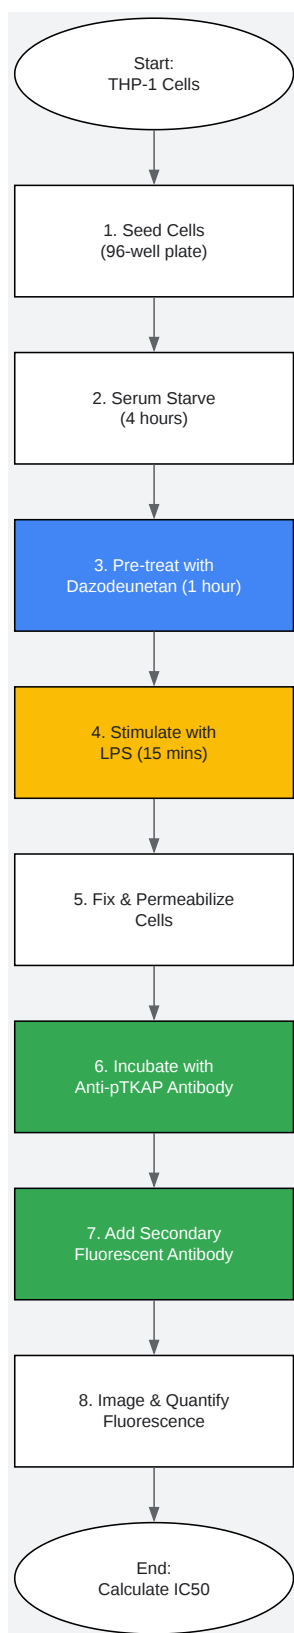 Start:
THP-1 Cells
1. Seed Cells
(96-well plate)
2. Serum Starve
(4 hours)
3. Pre-treat with
Dazodeunetan (1 hour)
4. Stimulate with
LPS (15 mins)
5. Fix & Permeabilize
Cells
6. Incubate with
Anti-pTKAP Antibody
7. Add Secondary
Fluorescent Antibody
8. Image & Quantify
Fluorescence
End:
Calculate IC50